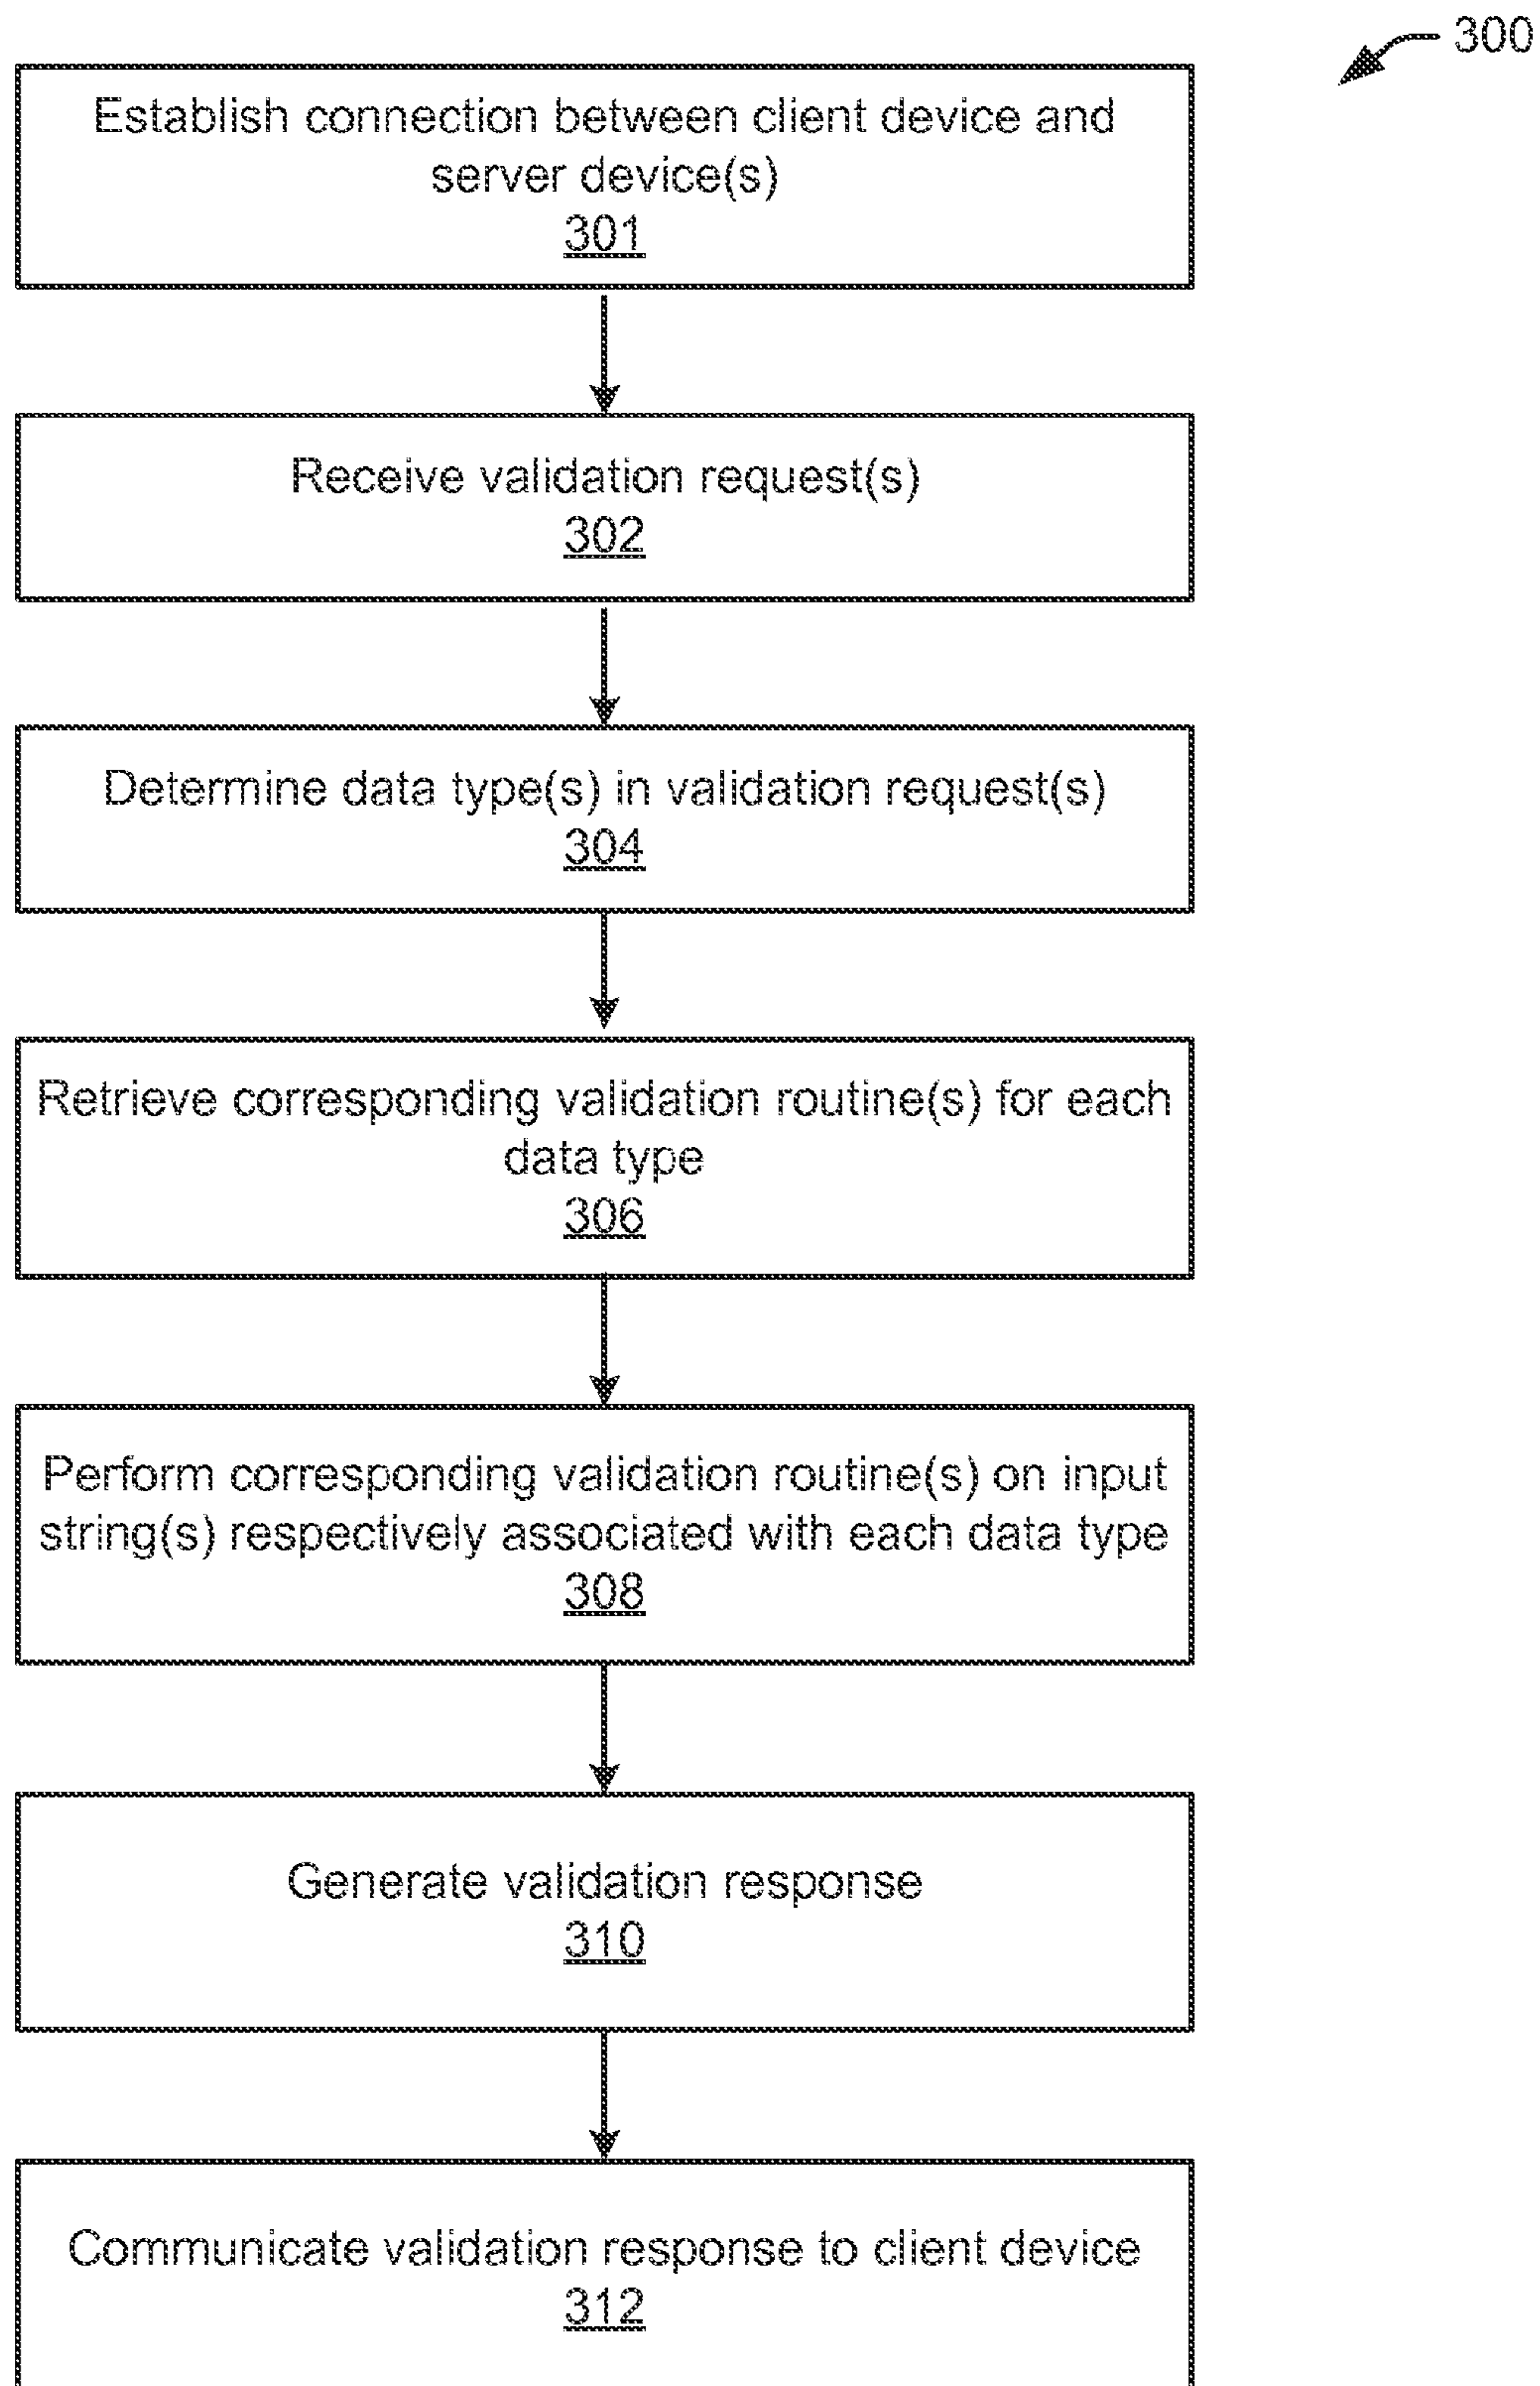 300
Establish connection between client device and
server device(s)
301
Receive validation request(s)
302
Determine data type(s) in validation request(s)
304
Retrieve corresponding validation routine(s) for each
data type
306
Perform corresponding validation routine(s) on input
string(s) respectively associated with each data type
308
Generate validation response
310
Communicate validation response to client device
312